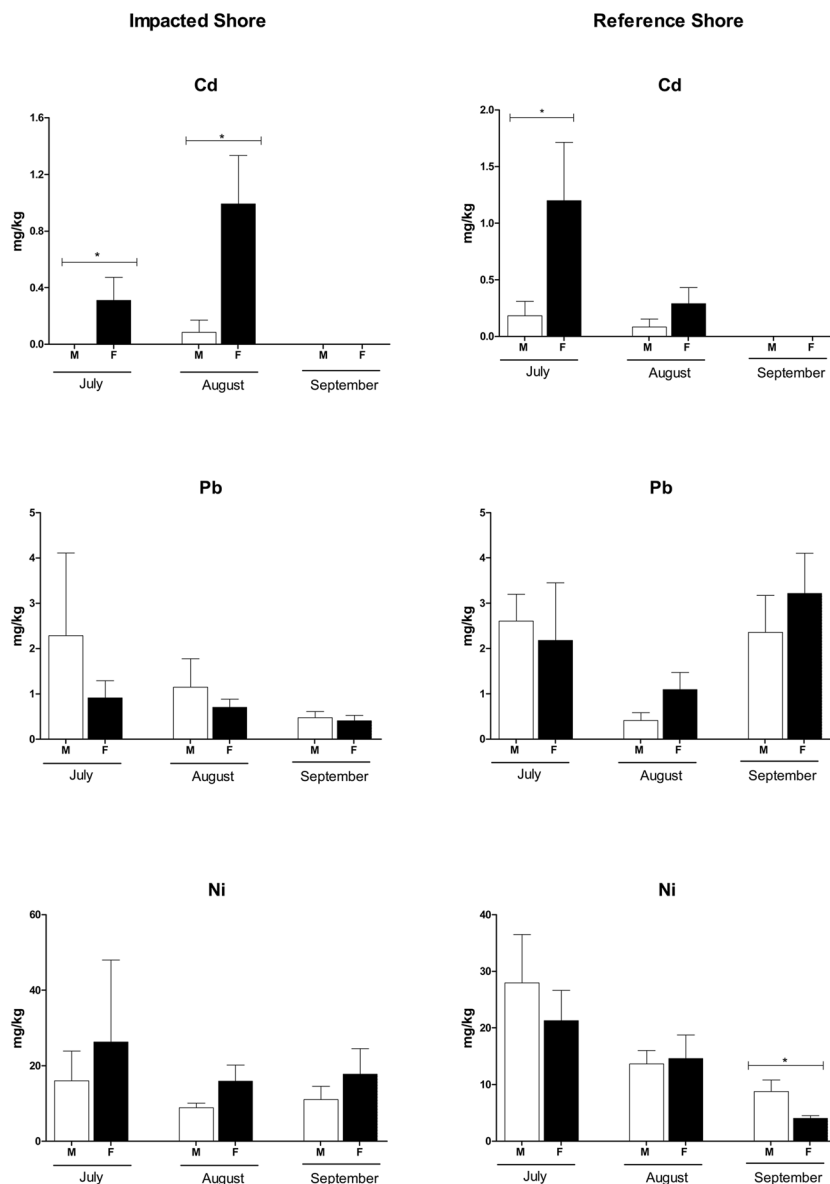 Impacted Shore Reference Shore
Cd
mg/kg
1.6
1.2
0.8
0.4
0.0
*
*
M F M F M F
July August September
Cd
mg/kg
2.0
1.5
1.0
0.5
0.0
*
M F M F M F
July August September
Pb
mg/kg
5
4
3
2
1
0
M F M F M F
July August September
Pb
mg/kg
5
4
3
2
1
0
M F M F M F
July August September
Ni
mg/kg
60
40
20
0
M F M F M F
July August September
Ni
mg/kg
40
30
20
10
0
*
M F M F M F
July August September